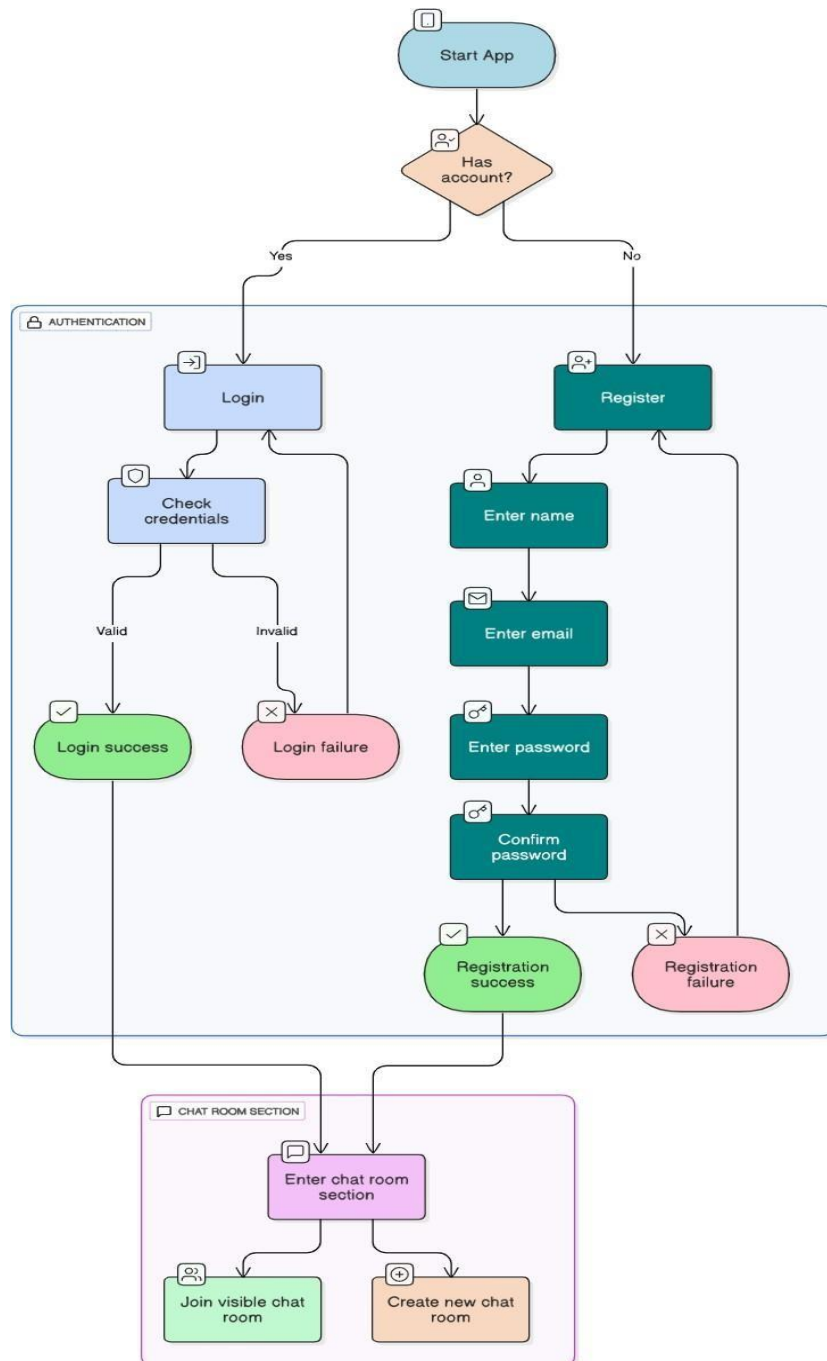 Start App
Has
account?
Yes
No
AUTHENTICATION
Login
Register
Check
credentials
Enter name
Valid
Invalid
Enter email
Login success
Login failure
Enter password
Confirm
password
Registration
success
Registration
failure
CHAT ROOM SECTION
Enter chat room
section
Join visible chat
room
Create new chat
room